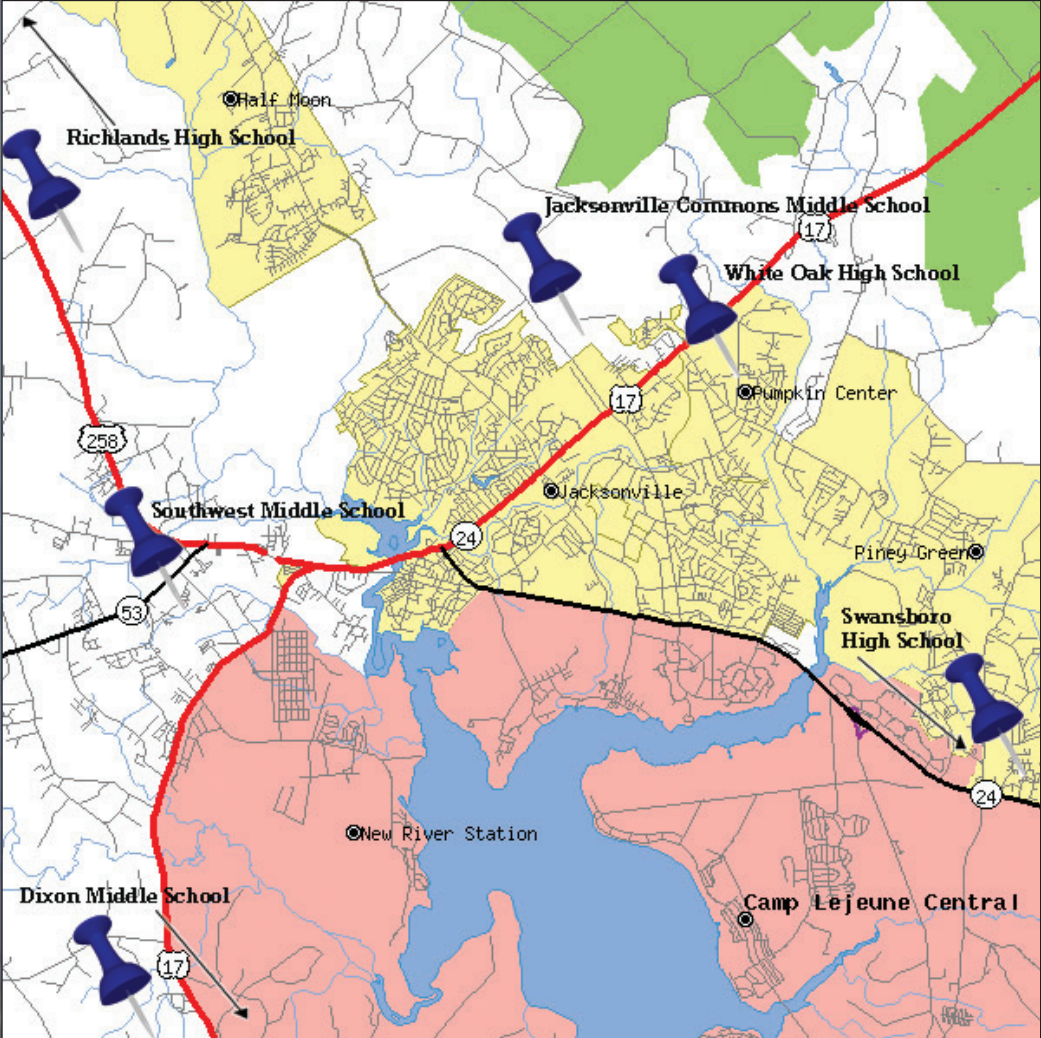 Half Moon
Richlands High School
Jacksonville Commons Middle School
17
White Oak High School
17
Pumpkin Center
258
Jacksonville
Southwest Middle School
24
Piney Green
53
Swansboro
High School
24
New River Station
Dixon Middle School
Camp Lejeune Central
17